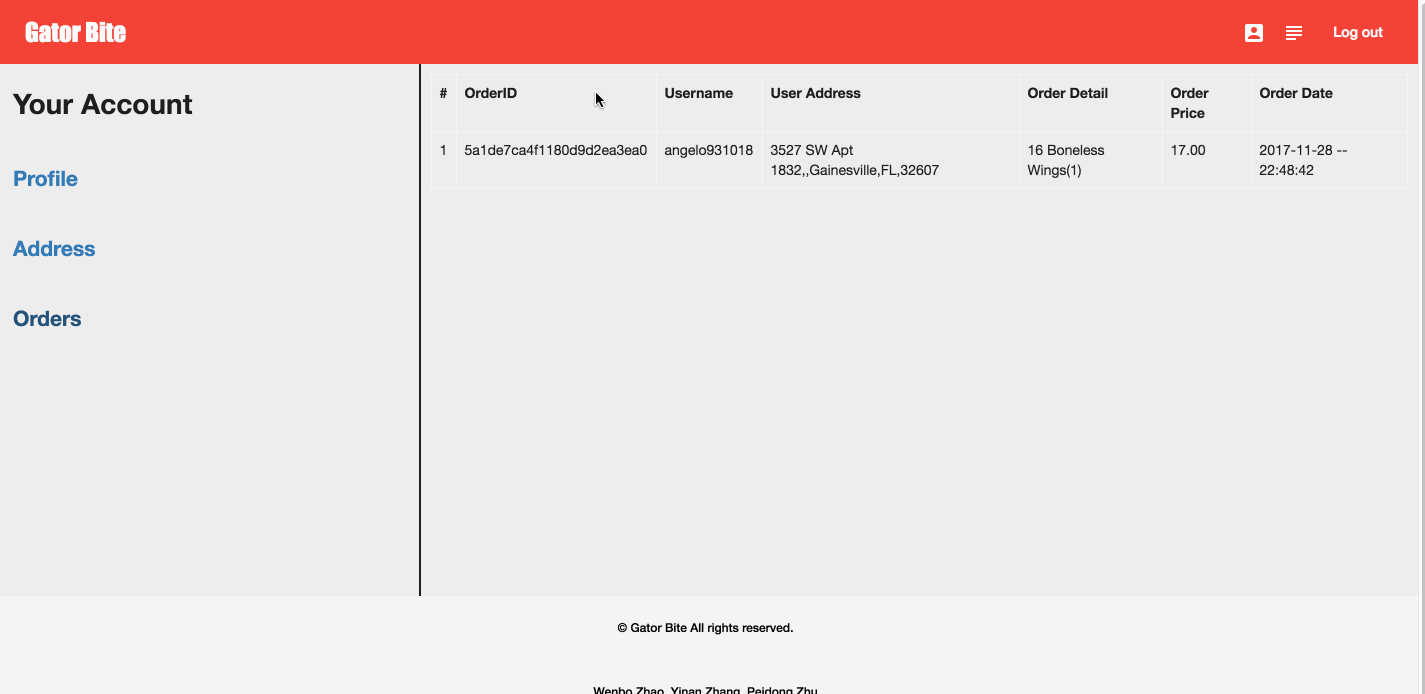 Gator Bite
Log out
Your Account
Profile
Address
Orders
# OrderID Username User Address Order Detail Order Price Order Date
1 5a1de7ca4f1180d9d2ea3ea0 angelo931018 3527 SW Apt 1832,,Gainesville,FL,32607 16 Boneless Wings(1) 17.00 2017-11-28 -- 22:48:42
© Gator Bite All rights reserved.
Wenbo Zhao, Yinan Zhang, Peidong Zhu